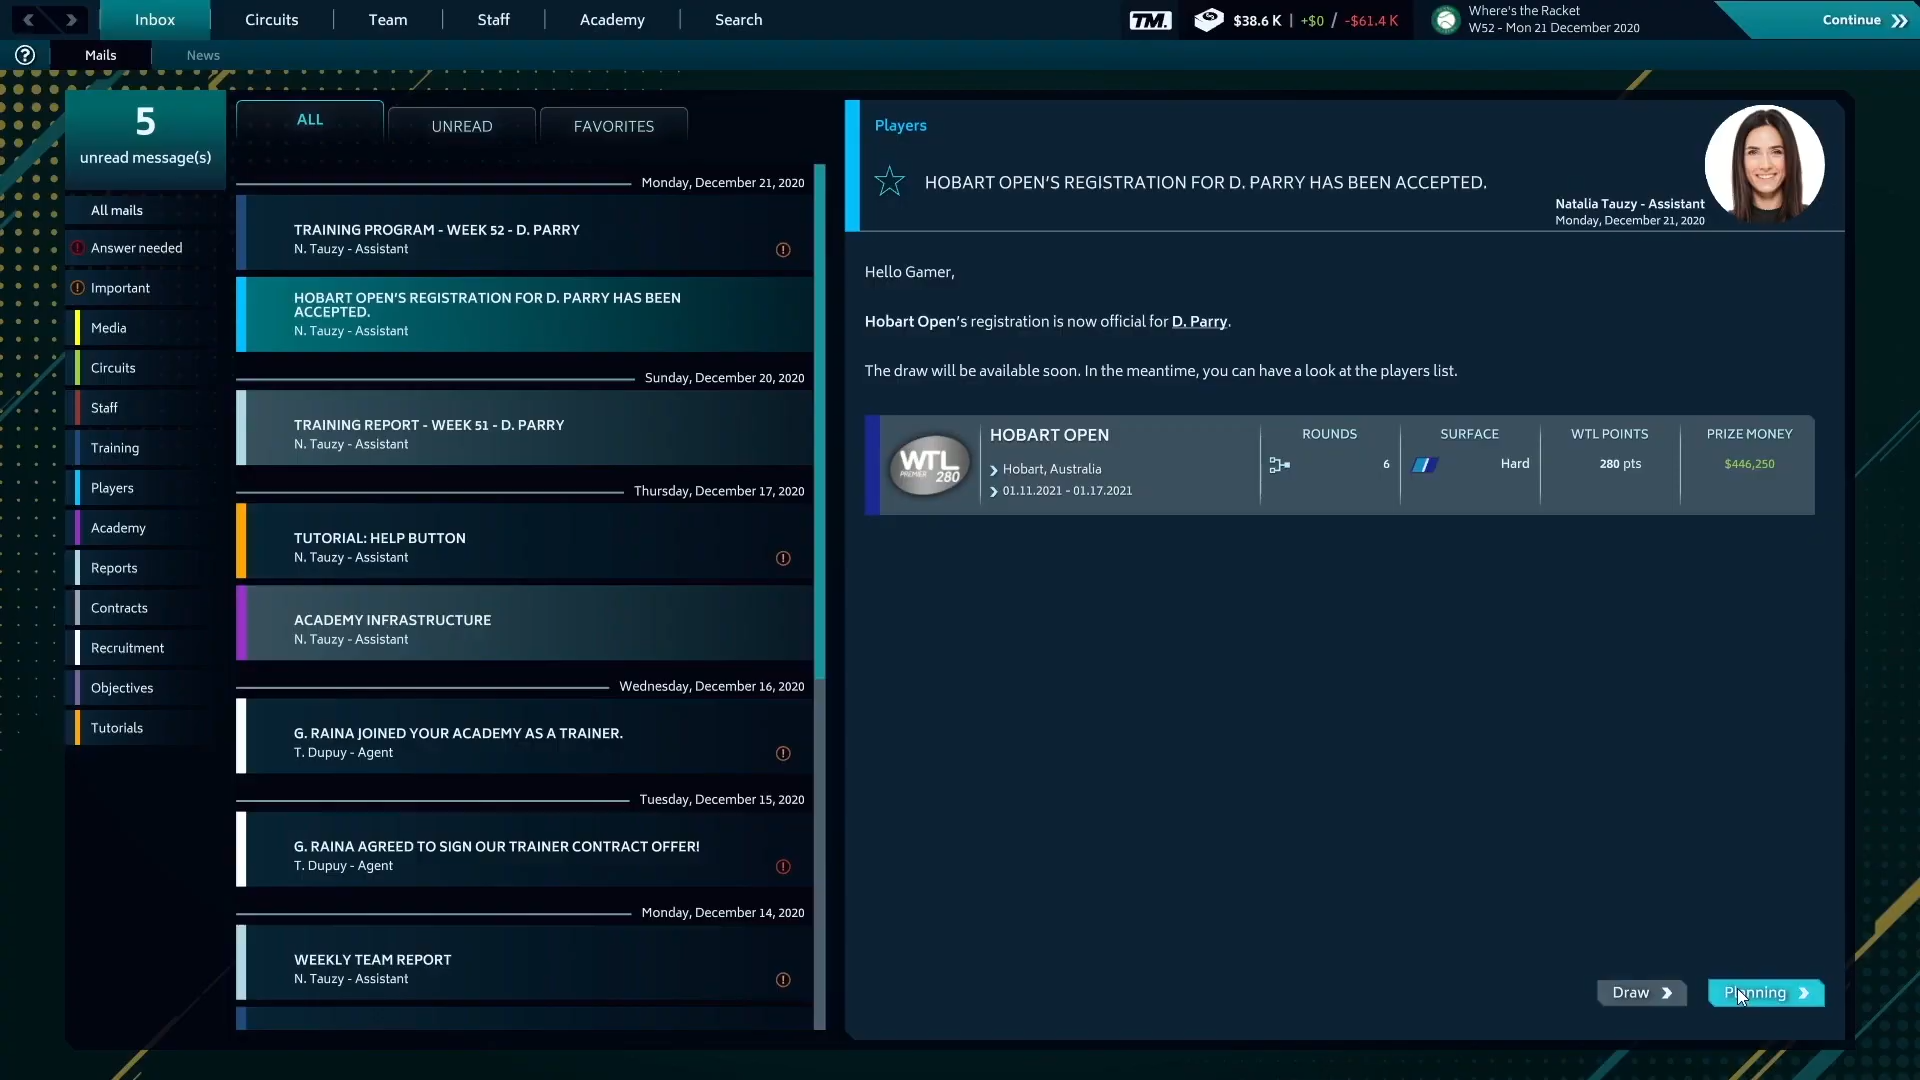 Inbox
Circuits
Team
Staff
Academy
Search
TM.
$38.6 K | +$0 / -$61.4 K
Where's the Racket
W52 - Mon 21 December 2020
Continue
?
Mails
News
5
unread message(s)
All mails
Answer needed
Important
Media
Circuits
Staff
Training
Players
Academy
Reports
Contracts
Recruitment
Objectives
Tutorials
ALL
UNREAD
FAVORITES
Monday, December 21, 2020
TRAINING PROGRAM - WEEK 52 - D. PARRY
N. Tauzy - Assistant
HOBART OPEN'S REGISTRATION FOR D. PARRY HAS BEEN
ACCEPTED.
N. Tauzy - Assistant
Sunday, December 20, 2020
TRAINING REPORT - WEEK 51 - D. PARRY
N. Tauzy - Assistant
Thursday, December 17, 2020
TUTORIAL: HELP BUTTON
N. Tauzy - Assistant
ACADEMY INFRASTRUCTURE
N. Tauzy - Assistant
Wednesday, December 16, 2020
G. RAINA JOINED YOUR ACADEMY AS A TRAINER.
T. Dupuy - Agent
Tuesday, December 15, 2020
G. RAINA AGREED TO SIGN OUR TRAINER CONTRACT OFFER!
T. Dupuy - Agent
Monday, December 14, 2020
WEEKLY TEAM REPORT
N. Tauzy - Assistant
Players
HOBART OPEN'S REGISTRATION FOR D. PARRY HAS BEEN ACCEPTED.
Natalia Tauzy - Assistant
Monday, December 21, 2020
Hello Gamer,
Hobart Open's registration is now official for D. Parry.
The draw will be available soon. In the meantime, you can have a look at the players list.
WTL
PREMIER 280
HOBART OPEN
Hobart, Australia
01.11.2021 - 01.17.2021
ROUNDS
6
SURFACE
Hard
WTL POINTS
280 pts
PRIZE MONEY
$446,250
Draw
Planning